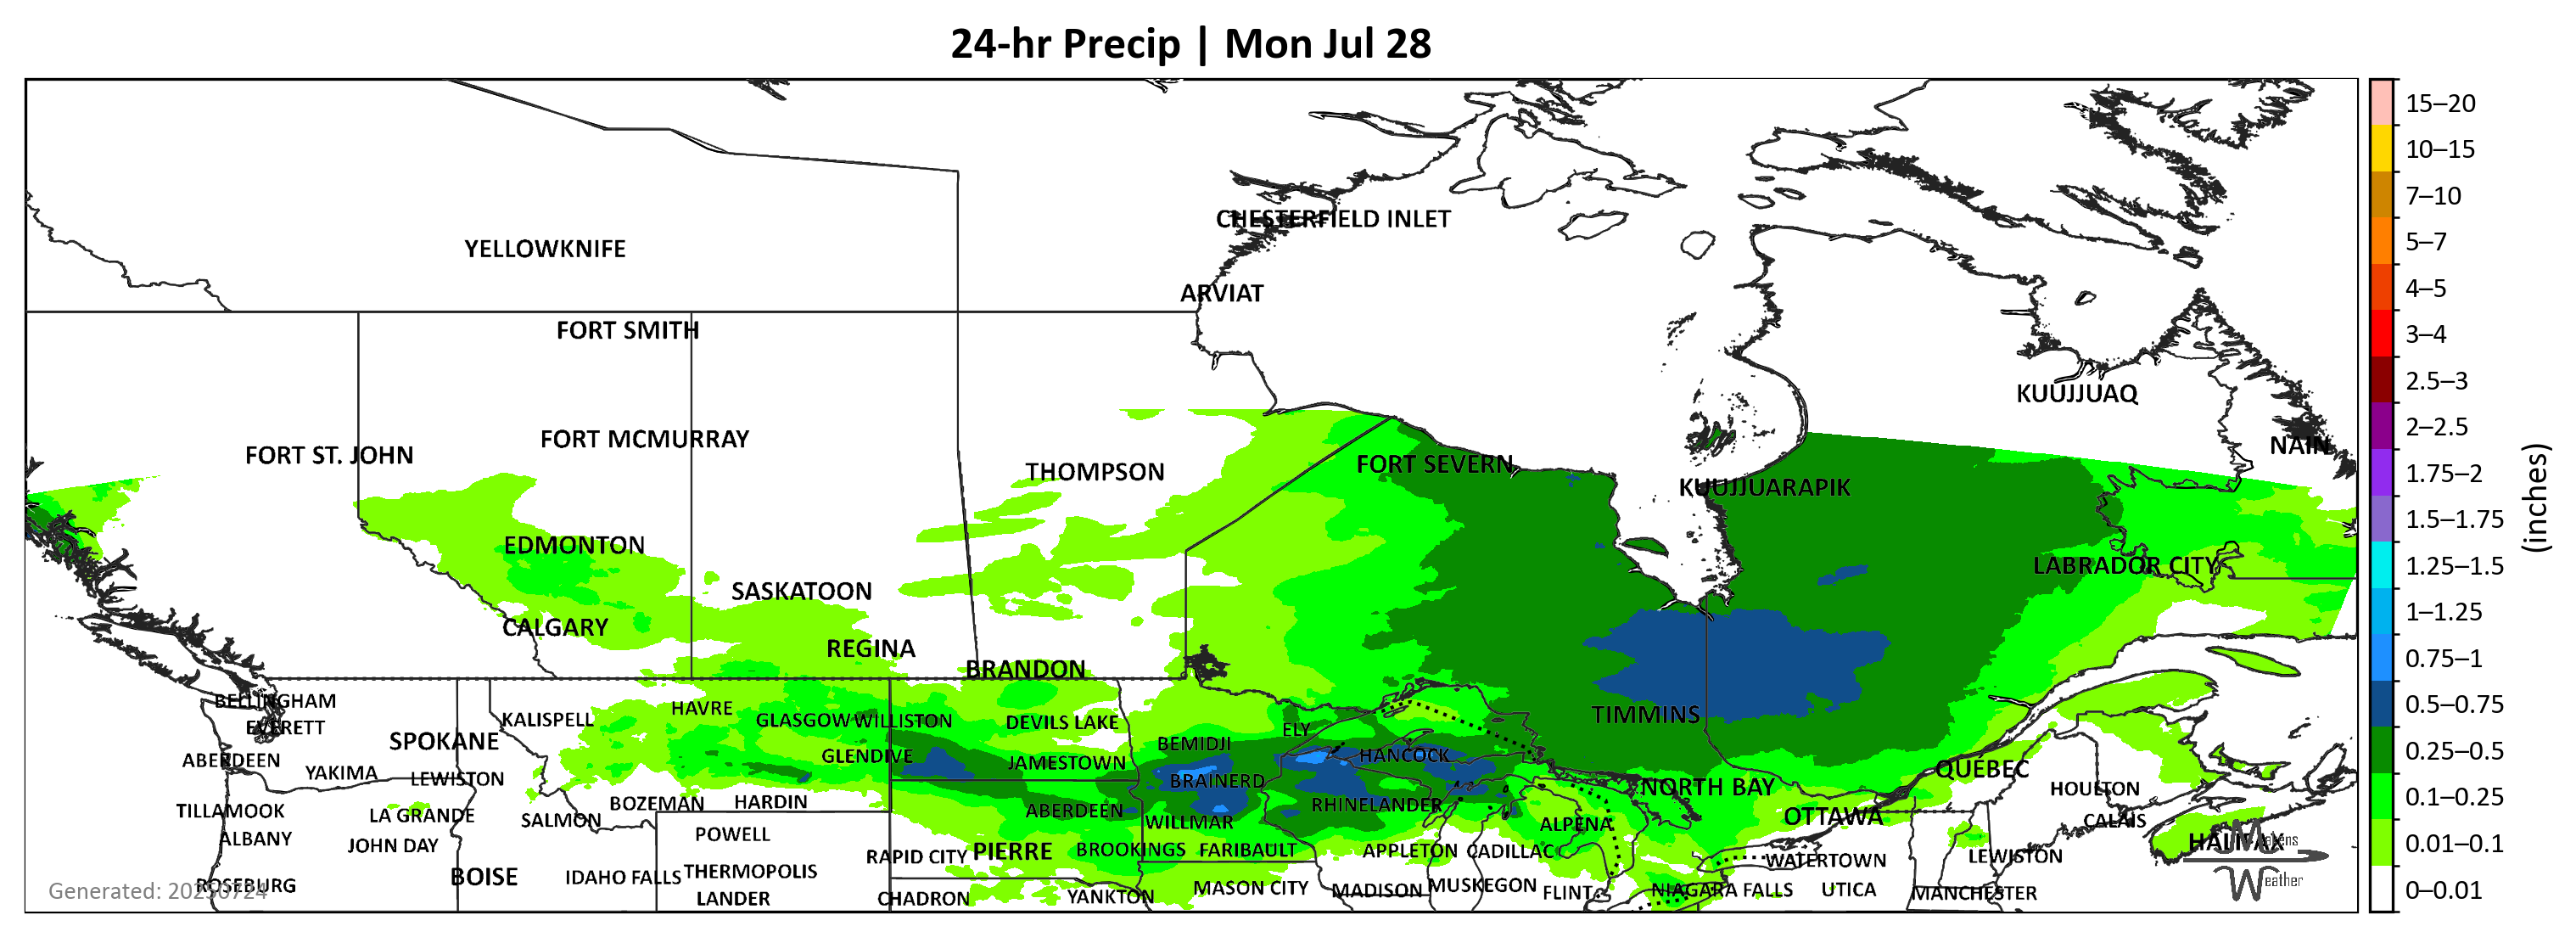 24-hr Precip | Mon Jul 28
CHESTERFIELD INLET
YELLOWKNIFE
ARVIAT
FORT SMITH
KUUJJUAQ
FORT MCMURRAY
NAIN
FORT ST. JOHN
FORT SEVERN
THOMPSON
KUUJJUARAPIK
EDMONTON
LABRADOR CITY
SASKATOON
CALGARY
REGINA
BRANDON
BELLINGHAM
HAVRE
TIMMINS
KALISPELL
GLASGOW
WILLISTON
DEVILS LAKE
EVERETT
ELY
SPOKANE
BEMIDJI
GLENDIVE
HANCOCK
ABERDEEN
JAMESTOWN
QUÉBEC
YAKIMA
LEWISTON
BRAINERD
NORTH BAY
HOULTON
BOZEMAN
HARDIN
RHINELANDER
TILLAMOOK
LA GRANDE
ABERDEEN
SALMON
WILLMAR
ALPENA
OTTAWA
CALAIS
ALBANY
POWELL
HALIFAX
JOHN DAY
PIERRE
BROOKINGS
FARIBAULT
APPLETON
CADILLAC
RAPID CITY
LEWISTON
WATERTOWN
THERMOPOLIS
BOISE
IDAHO FALLS
ROSEBURG
MASON CITY
MADISON
MUSKEGON
FLINT
NIAGARA FALLS
UTICA
MANCHESTER
LANDER
CHADRON
YANKTON
Generated: 20250724
Matens
Weather
15–20
10–15
7–10
5–7
4–5
3–4
2.5–3
2–2.5
1.75–2
1.5–1.75
1.25–1.5
1–1.25
0.75–1
0.5–0.75
0.25–0.5
0.1–0.25
0.01–0.1
0–0.01
(inches)